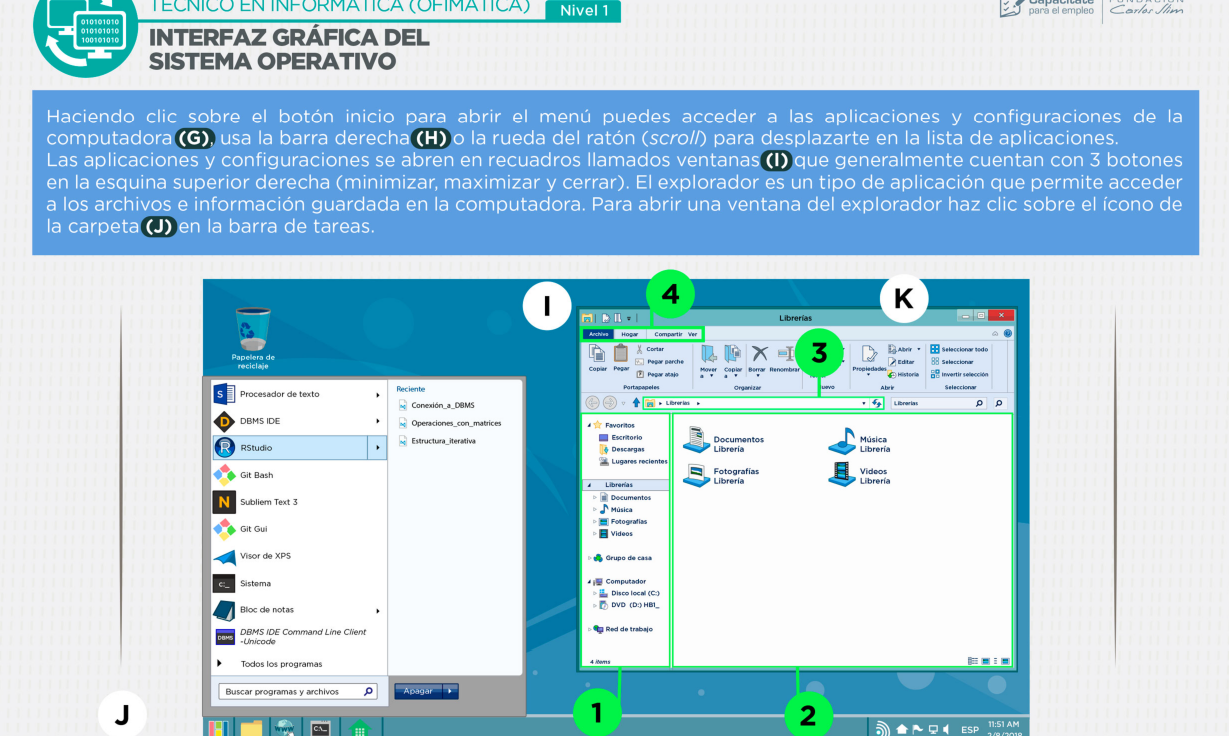 TÉCNICO EN INFORMÁTICA (OFIMÁTICA) Nivel 1
Capacítate
para el empleo
FUNDACIÓN
Carlos Slim
010101010
010101010
100101010
INTERFAZ GRÁFICA DEL
SISTEMA OPERATIVO
Haciendo clic sobre el botón inicio para abrir el menú puedes acceder a las aplicaciones y configuraciones de la
computadora (G), usa la barra derecha (H) o la rueda del ratón (scroll) para desplazarte en la lista de aplicaciones.
Las aplicaciones y configuraciones se abren en recuadros llamados ventanas (I) que generalmente cuentan con 3 botones
en la esquina superior derecha (minimizar, maximizar y cerrar). El explorador es un tipo de aplicación que permite acceder
a los archivos e información guardada en la computadora. Para abrir una ventana del explorador haz clic sobre el ícono de
la carpeta (J) en la barra de tareas.
I
4
K
Papelera de
reciclaje
S Procesador de texto
D DBMS IDE
R RStudio
Git Bash
N Subliem Text 3
Git Gui
Visor de XPS
C:_ Sistema
Bloc de notas
DBMS DBMS IDE Command Line Client
-Unicode
Todos los programas
Buscar programas y archivos
Apagar
Reciente
Conexión_a_DBMS
Operaciones_con_matrices
Estructura_iterativa
Librerías
Archivo Hogar Compartir Ver
Copiar Pegar
Cortar
Pegar parche
Pegar atajo
Portapapeles
Mover a
Copiar a
Borrar
Renombrar
Organizar
3
Propiedades
Abrir
Editar
Historia
Abrir
Seleccionar todo
Seleccionar
Invertir selección
Seleccionar
Librerías
Librerías
Favoritos
Escritorio
Descargas
Lugares recientes
Librerías
Documentos
Música
Fotografías
Videos
Grupo de casa
Computador
Disco local (C:)
DVD (D:) HB1_
Red de trabajo
4 items
Documentos
Librería
Música
Librería
Fotografías
Librería
Videos
Librería
1
2
J
www
C:\_
ESP
11:51 AM
2/8/2018